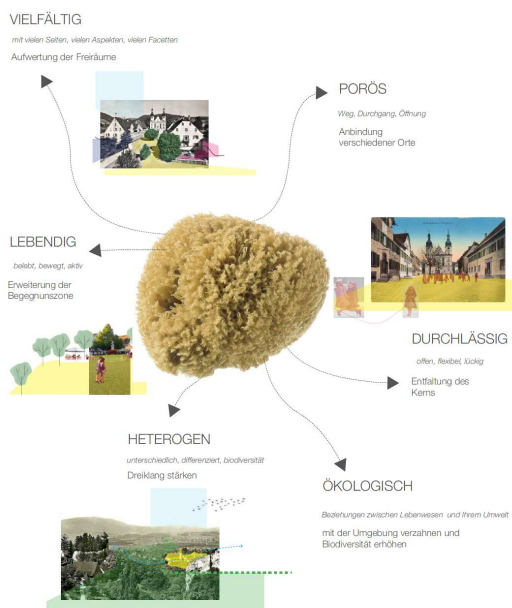 VIELFÄLTIG
mit vielen Seiten, vielen Aspekten, vielen Facetten
Aufwertung der Freiräume
PORÖS
Weg, Durchgang, Öffnung
Anbindung
verschiedener Orte
LEBENDIG
belebt, bewegt, aktiv
Erweiterung der
Begegnunszone
DURCHLÄSSIG
offen, flexibel, lückig
Entfaltung des
Kerns
HETEROGEN
unterschiedlich, differenziert, biodiversität
Dreiklang stärken
ÖKOLOGISCH
Beziehungen zwischen Lebenwesen und Ihrem Umwelt
mit der Umgebung verzahnen und
Biodiversität erhöhen